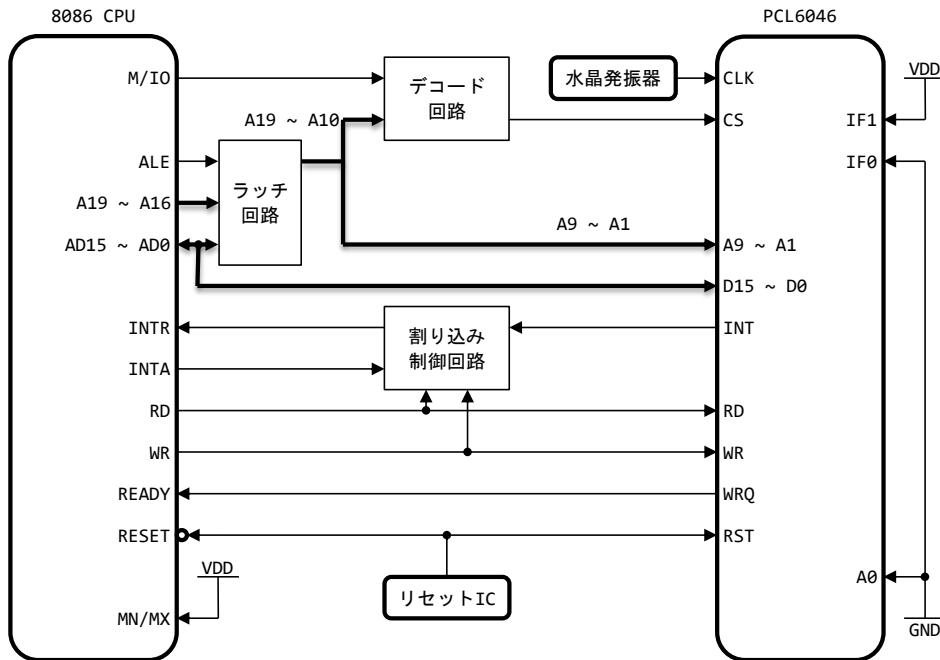 8086 CPU
PCL6046
M/IO
デコード
回路
水晶発振器
CLK
VDD
A19 ~ A10
CS
IF1
ALE
ラッチ
回路
IF0
A19 ~ A16
A9 ~ A1
AD15 ~ AD0
A9 ~ A1
D15 ~ D0
INTR
割り込み
制御回路
INT
INTA
RD
RD
WR
WR
READY
WRQ
RESET
RST
VDD
リセットIC
A0
MN/MX
GND